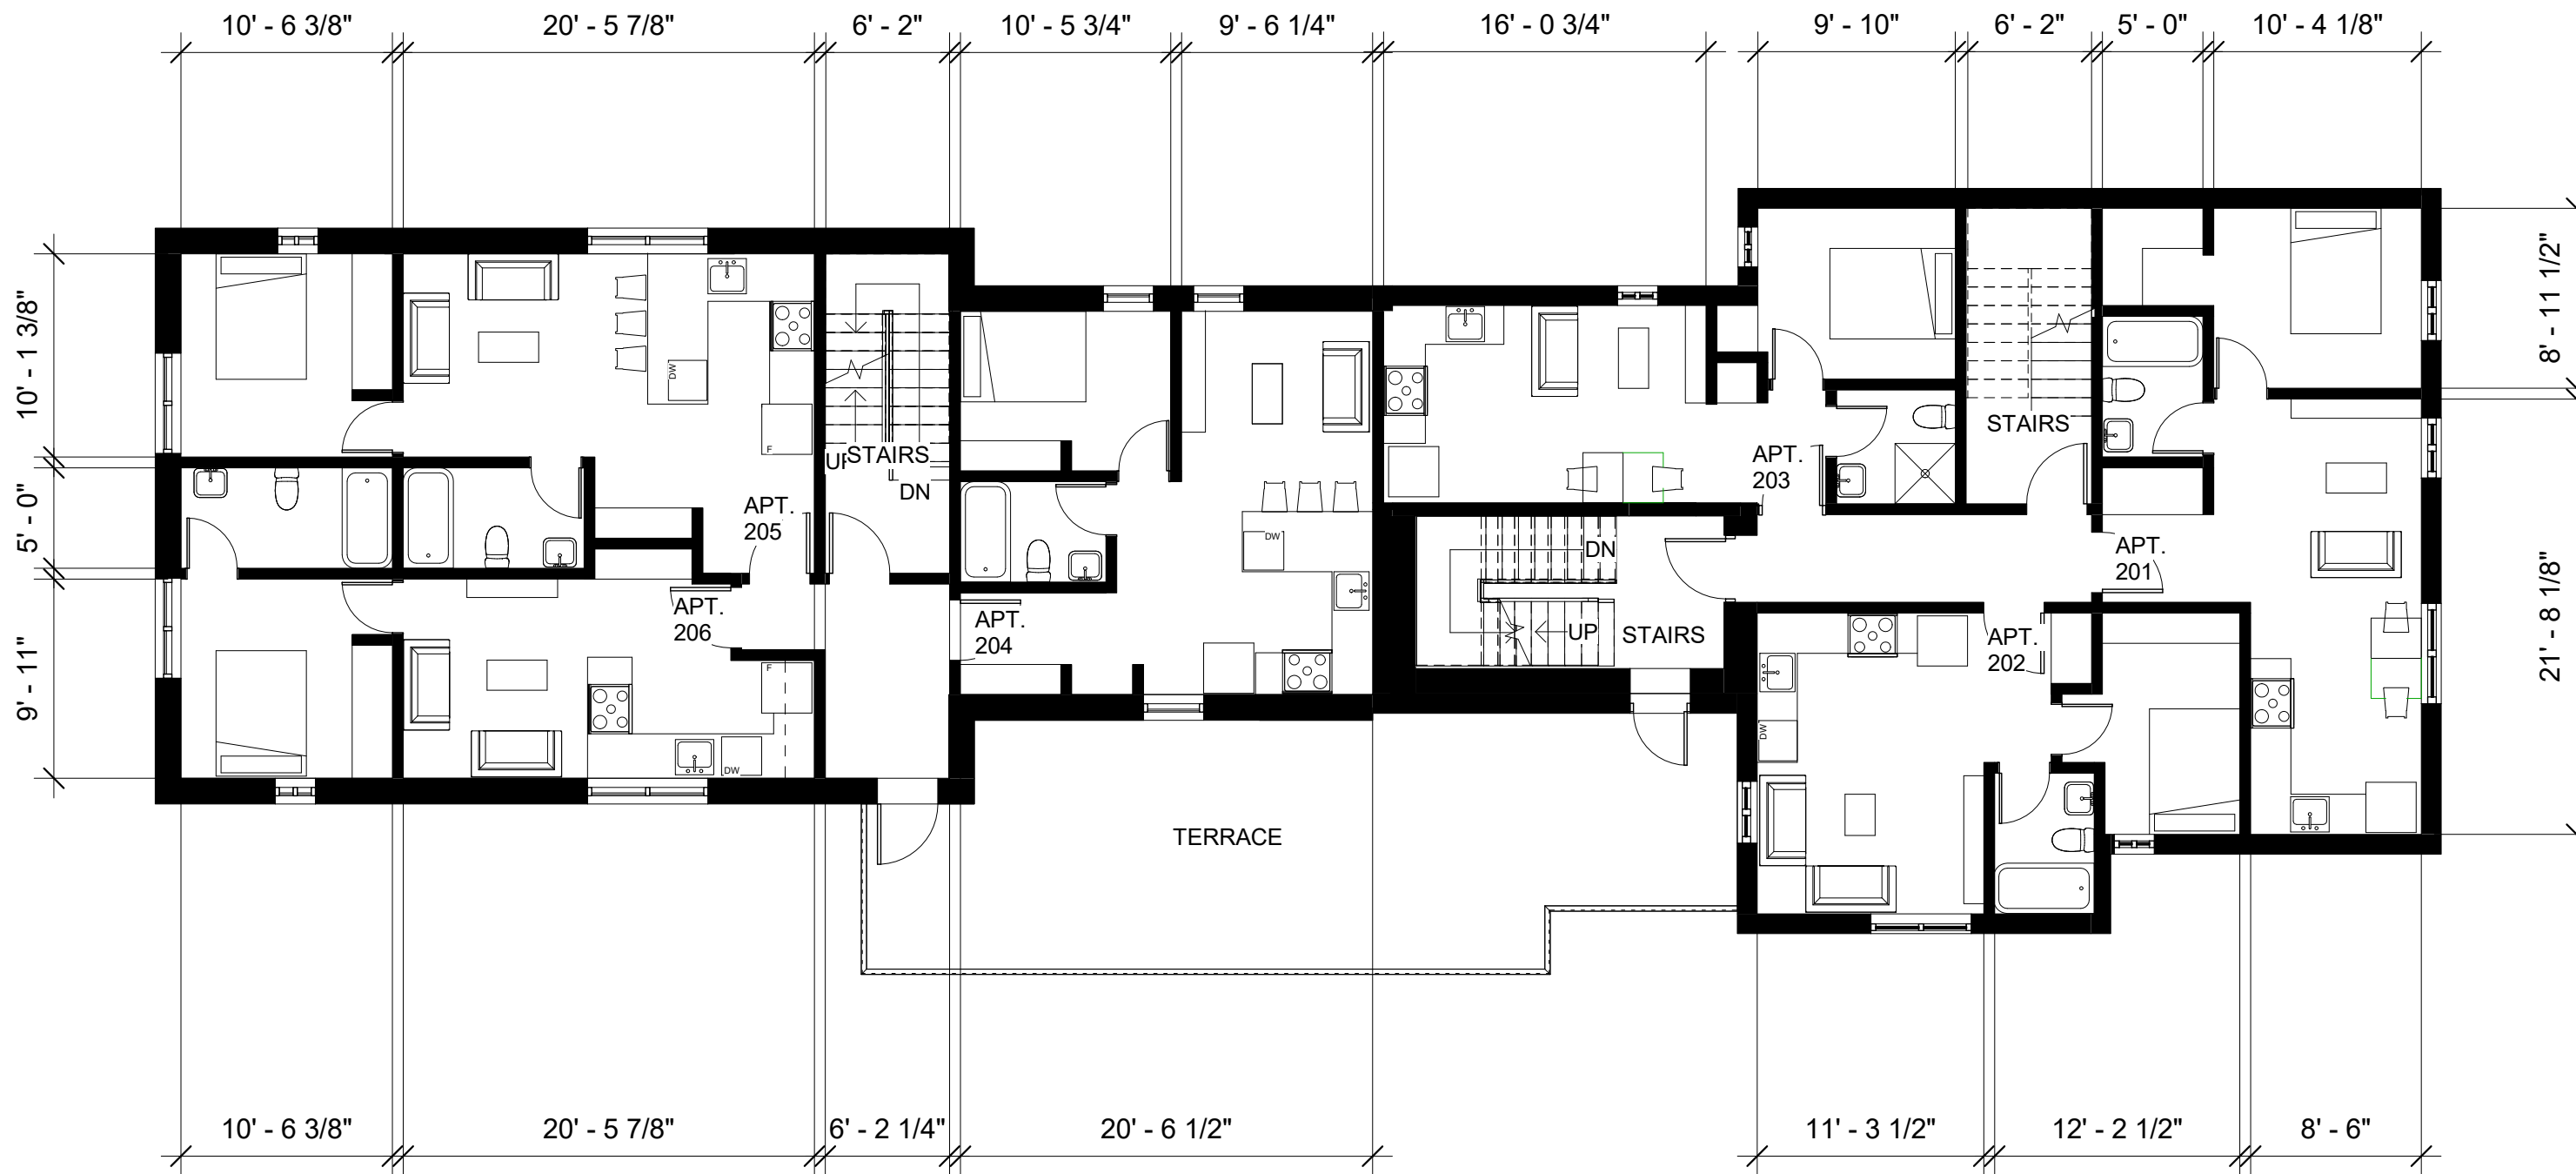 10' - 6 3/8"
20' - 5 7/8"
6' - 2"
10' - 5 3/4"
9' - 6 1/4"
16' - 0 3/4"
9' - 10"
6' - 2"
5' - 0"
10' - 4 1/8"
10' - 1 3/8"
5' - 0"
9' - 11"
8' - 11 1/2"
21' - 8 1/8"
DW
F
UP
STAIRS
DN
APT.
205
APT.
206
F
DW
APT.
204
DW
DN
UP
STAIRS
APT.
203
STAIRS
APT.
201
APT.
202
DW
TERRACE
10' - 6 3/8"
20' - 5 7/8"
6' - 2 1/4"
20' - 6 1/2"
11' - 3 1/2"
12' - 2 1/2"
8' - 6"